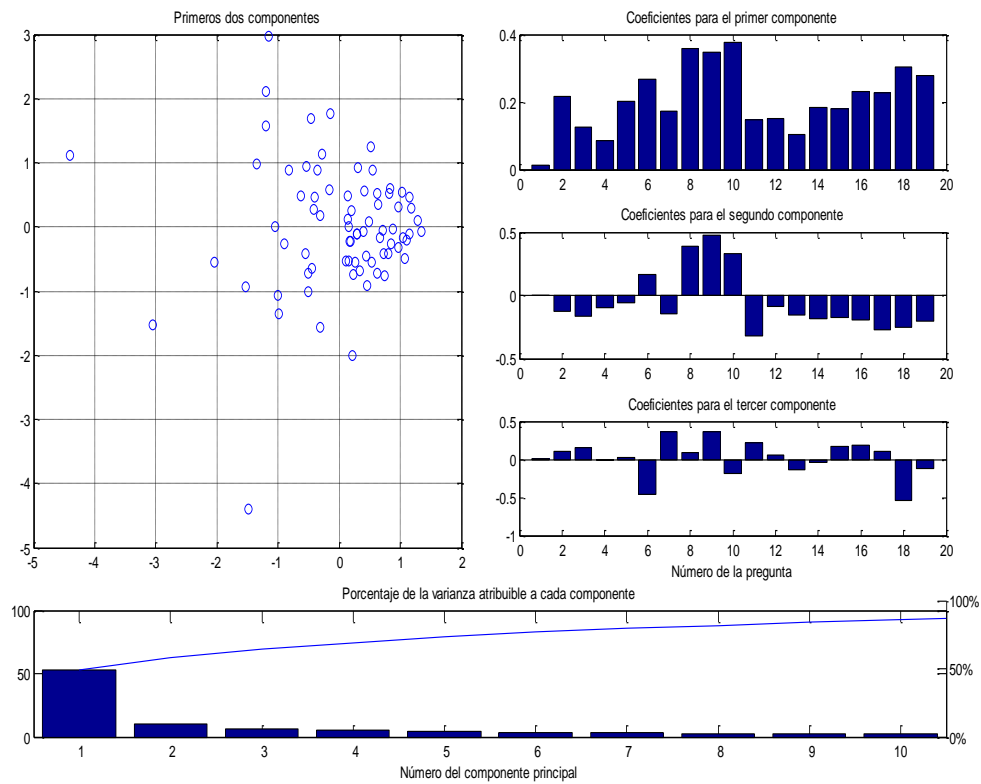 Primeros dos componentes
3
2
1
0
-1
-2
-3
-4
-5
-5 -4 -3 -2 -1 0 1 2
Coeficientes para el primer componente
0.4
0.2
0
0 2 4 6 8 10 12 14 16 18 20
Coeficientes para el segundo componente
0.5
0
-0.5
0 2 4 6 8 10 12 14 16 18 20
Coeficientes para el tercer componente
0.5
0
-0.5
-1
0 2 4 6 8 10 12 14 16 18 20
Número de la pregunta
Porcentaje de la varianza atribuible a cada componente
100
50
0
100%
50%
0%
1 2 3 4 5 6 7 8 9 10
Número del componente principal